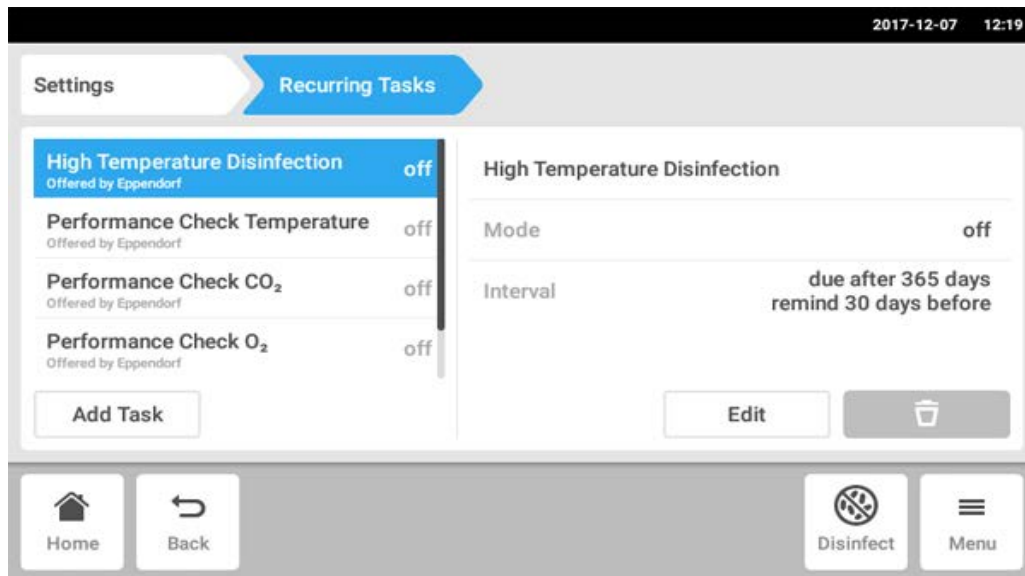 2017-12-07 12:19
Settings
Recurring Tasks
High Temperature Disinfection off
Offered by Eppendorf
Performance Check Temperature off
Offered by Eppendorf
Performance Check CO₂ off
Offered by Eppendorf
Performance Check O₂ off
Offered by Eppendorf
Add Task
High Temperature Disinfection
Mode off
Interval due after 365 days
remind 30 days before
Edit
Home
Back
Disinfect
Menu